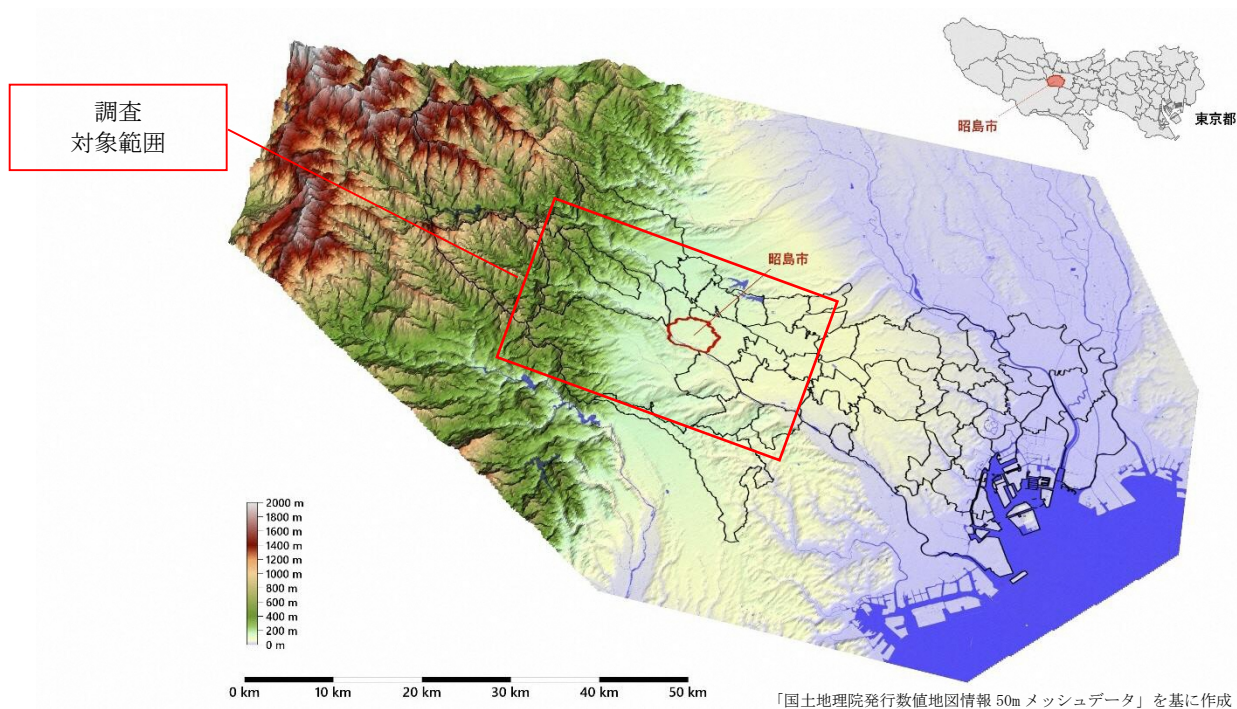 調査
対象範囲
昭島市
東京都
昭島市
2000 m
1800 m
1600 m
1400 m
1200 m
1000 m
800 m
600 m
400 m
200 m
0 m
0 km
10 km
20 km
30 km
40 km
50 km
「国土地理院発行数値地図情報 50m メッシュデータ」を基に作成